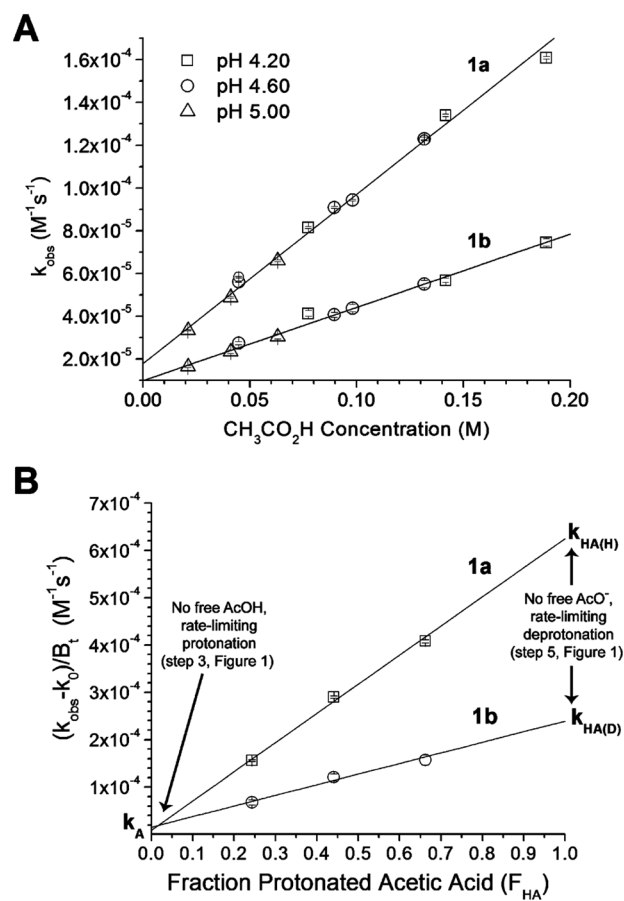 A
1.6x10⁻⁴
1.4x10⁻⁴
1.2x10⁻⁴
1.0x10⁻⁴
8.0x10⁻⁵
6.0x10⁻⁵
4.0x10⁻⁵
2.0x10⁻⁵
k_obs (M⁻¹s⁻¹)
pH 4.20
pH 4.60
pH 5.00
1a
1b
0.00 0.05 0.10 0.15 0.20
CH₃CO₂H Concentration (M)
B
7x10⁻⁴
6x10⁻⁴
5x10⁻⁴
4x10⁻⁴
3x10⁻⁴
2x10⁻⁴
1x10⁻⁴
(k_obs-k₀)/B_t (M⁻¹s⁻¹)
k_A
No free AcOH,
rate-limiting
protonation
(step 3, Figure 1)
1a
1b
k_HA(H)
No free AcO⁻,
rate-limiting
deprotonation
(step 5, Figure 1)
k_HA(D)
0.0 0.1 0.2 0.3 0.4 0.5 0.6 0.7 0.8 0.9 1.0
Fraction Protonated Acetic Acid (F_HA)